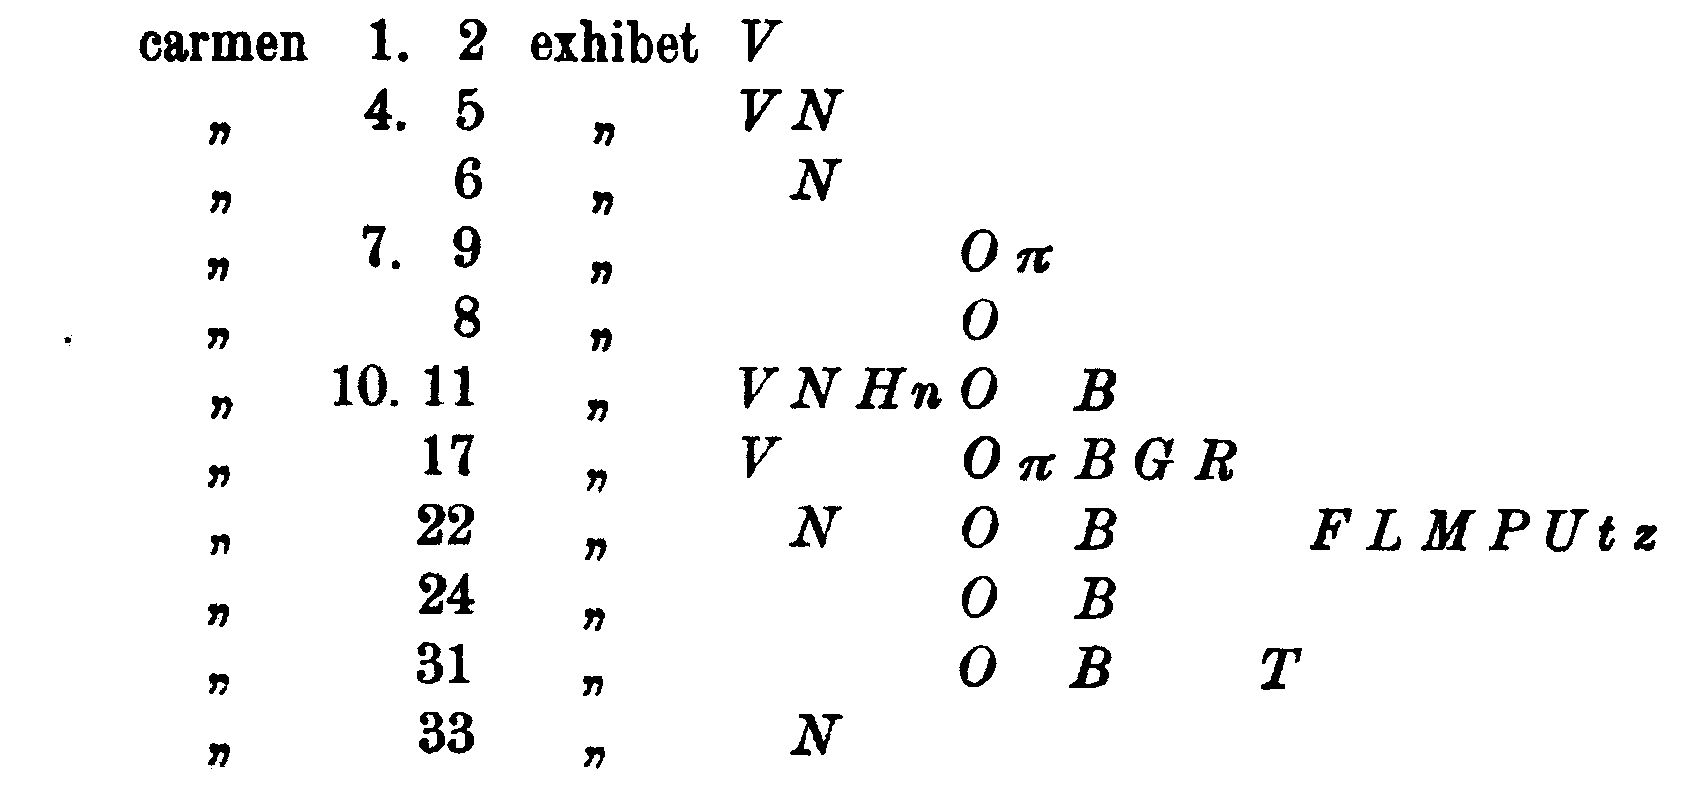 carmen 1. 2 exhibet V
„ 4. 5 „ V N
„ 6 „ N
„ 7. 9 „ O π
„ 8 „ O
„ 10. 11 „ V N H n O B
„ 17 „ V O π B G R
„ 22 „ N O B F L M P U t z
„ 24 „ O B
„ 31 „ O B T
„ 33 „ N